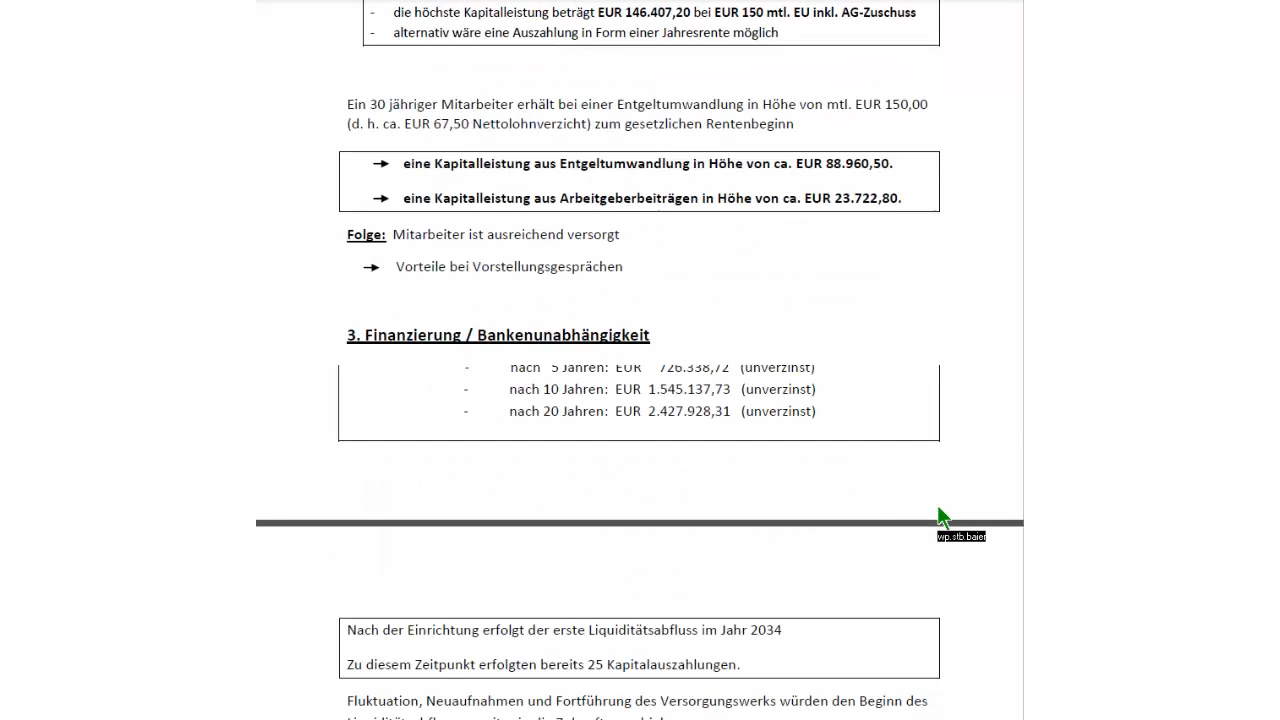 - die höchste Kapitalleistung beträgt EUR 146.407,20 bei EUR 150 mtl. EU inkl. AG-Zuschuss
- alternativ wäre eine Auszahlung in Form einer Jahresrente möglich
Ein 30 jähriger Mitarbeiter erhält bei einer Entgeltumwandlung in Höhe von mtl. EUR 150,00
(d. h. ca. EUR 67,50 Nettolohnverzicht) zum gesetzlichen Rentenbeginn
→ eine Kapitalleistung aus Entgeltumwandlung in Höhe von ca. EUR 88.960,50.
→ eine Kapitalleistung aus Arbeitgeberbeiträgen in Höhe von ca. EUR 23.722,80.
Folge: Mitarbeiter ist ausreichend versorgt
→ Vorteile bei Vorstellungsgesprächen
3. Finanzierung / Bankenunabhängigkeit
- nach 5 Jahren: EUR 726.338,72 (unverzinst)
- nach 10 Jahren: EUR 1.545.137,73 (unverzinst)
- nach 20 Jahren: EUR 2.427.928,31 (unverzinst)
wp.stb.baier
Nach der Einrichtung erfolgt der erste Liquiditätsabfluss im Jahr 2034
Zu diesem Zeitpunkt erfolgten bereits 25 Kapitalauszahlungen.
Fluktuation, Neuaufnahmen und Fortführung des Versorgungswerks würden den Beginn des